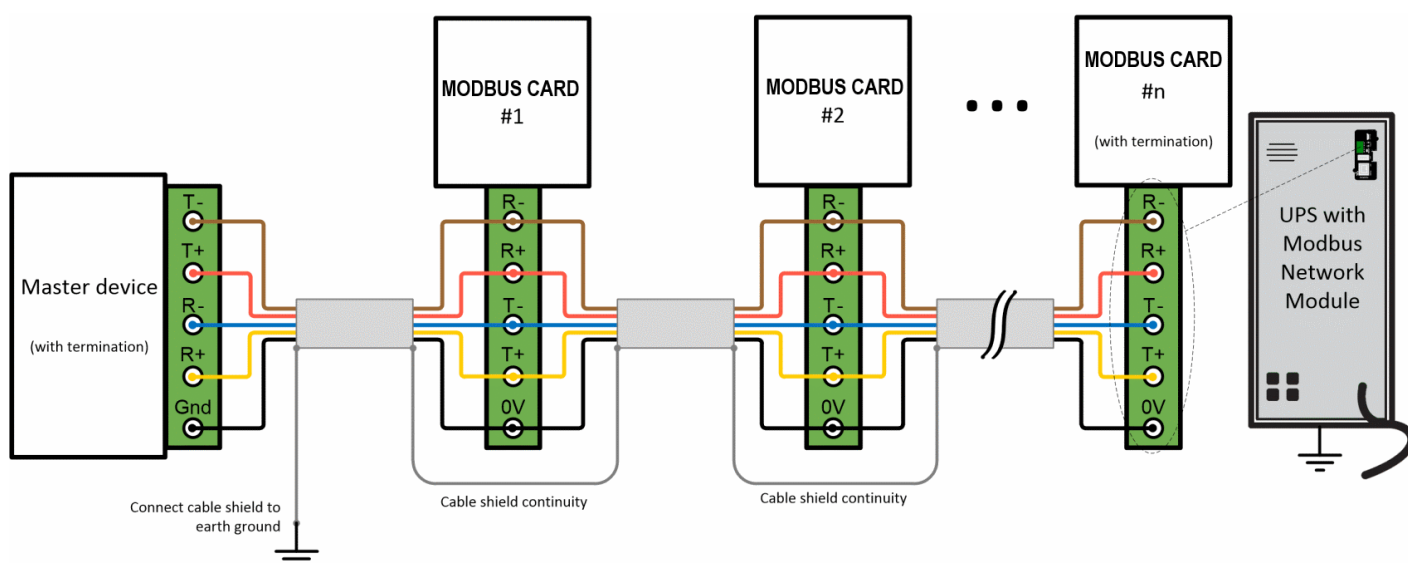 MODBUS CARD
#1
MODBUS CARD
#2
MODBUS CARD
#n
(with termination)
Master device
(with termination)
T-
T+
R-
R+
Gnd
R-
R+
T-
T+
0V
R-
R+
T-
T+
0V
R-
R+
T-
T+
0V
UPS with
Modbus
Network
Module
Connect cable shield to
earth ground
Cable shield continuity
Cable shield continuity